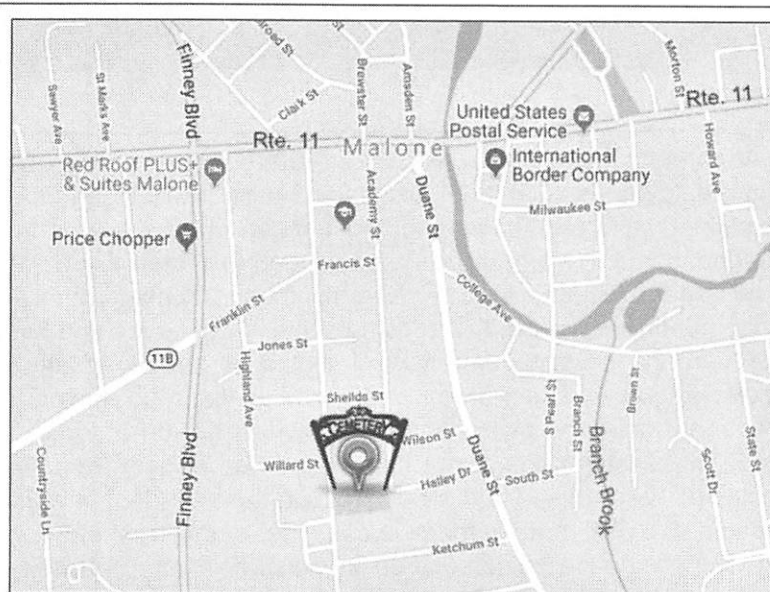 Sawyer Ave
St Marks Ave
Finney Blvd
Clark St
Brewster St
Amsden St
Morton St
Rte. 11
United States
Postal Service
Rte. 11
Malone
International
Border Company
Howard Ave
Red Roof PLUS+
& Suites Malone
Academy St
Duane St
Milwaukee St
Price Chopper
Francis St
College Ave
Franklin St
11B
Jones St
Highland Ave
Sheilds St
CEMETERY
Wilson St
Willard St
Halley Dr
South St
Duane St
S Pearl St
Branch St
Brown St
Branch Brook
Scott Dr
State St
Countryside Ln
Finney Blvd
Ketchum St